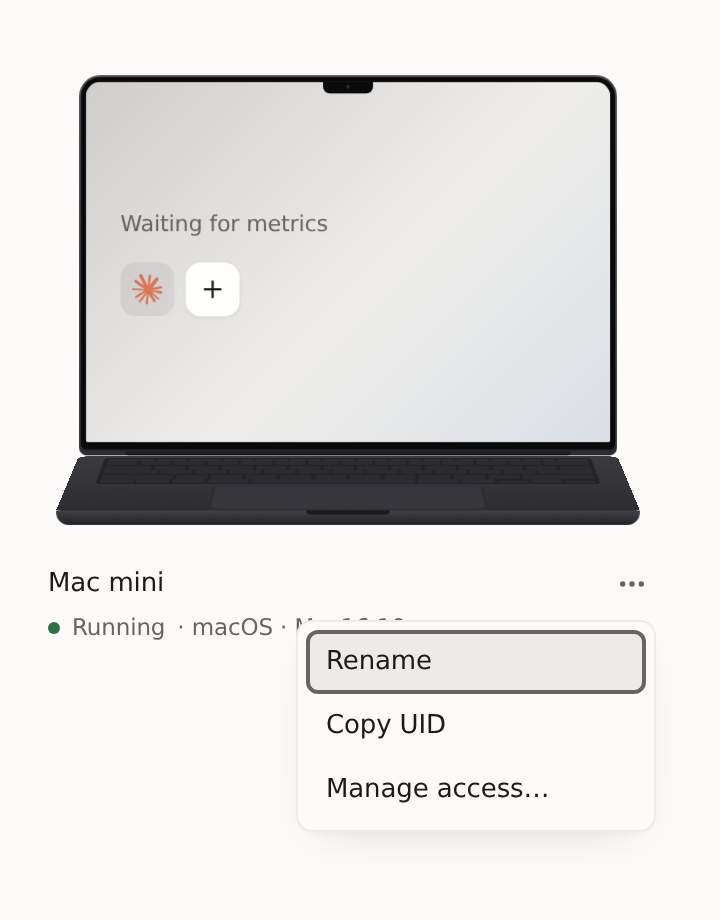 Waiting for metrics
Mac mini
Running · macOS ·
Rename
Copy UID
Manage access...